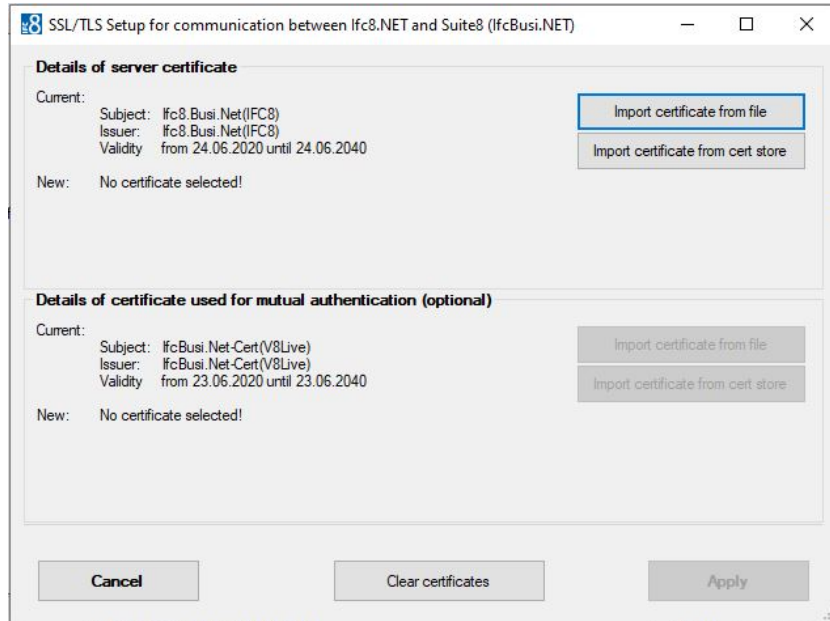 IFC 8 SSL/TLS Setup for communication between Ifc8.NET and Suite8 (IfcBusi.NET)
Details of server certificate
Current:
Subject: Ifc8.Busi.Net(IFC8)
Issuer: Ifc8.Busi.Net(IFC8)
Validity from 24.06.2020 until 24.06.2040
New: No certificate selected!
Import certificate from file
Import certificate from cert store
Details of certificate used for mutual authentication (optional)
Current:
Subject: IfcBusi.Net-Cert(V8Live)
Issuer: IfcBusi.Net-Cert(V8Live)
Validity from 23.06.2020 until 23.06.2040
New: No certificate selected!
Import certificate from file
Import certificate from cert store
Cancel
Clear certificates
Apply